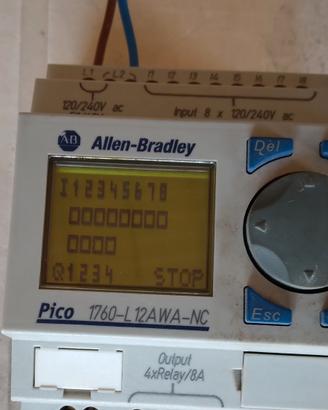 L1 L2 I1 I2 I3 I4 I5 I6 I7 I8
120/240V ac
Input 8 x 120/240V ac
AB Allen-Bradley
Del
I12345678
Q1234 STOP
Pico 1760-L12AWA-NC
Esc
Output
4xRelay/8A